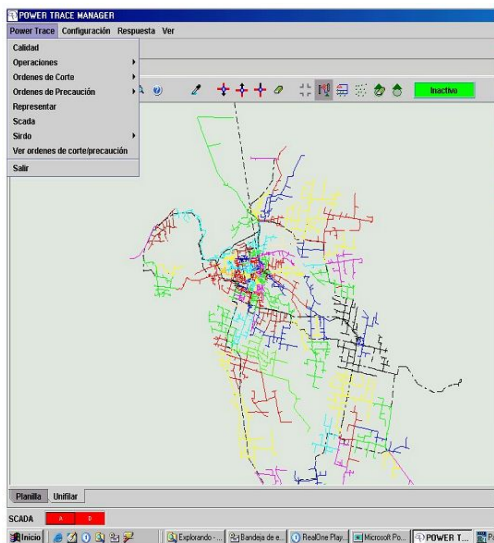 POWER TRACE MANAGER
Power Trace Configuración Respuesta Ver
Calidad
Operaciones
Ordenes de Corte
Ordenes de Precaución
Representar
Scada
Sirdo
Ver ordenes de corte/precaución
Salir
Inactivo
Planilla Unifilar
SCADA A D
Inicio Explorando -... Bandeja de e... RealOne Play... Microsoft Po... POWER T...